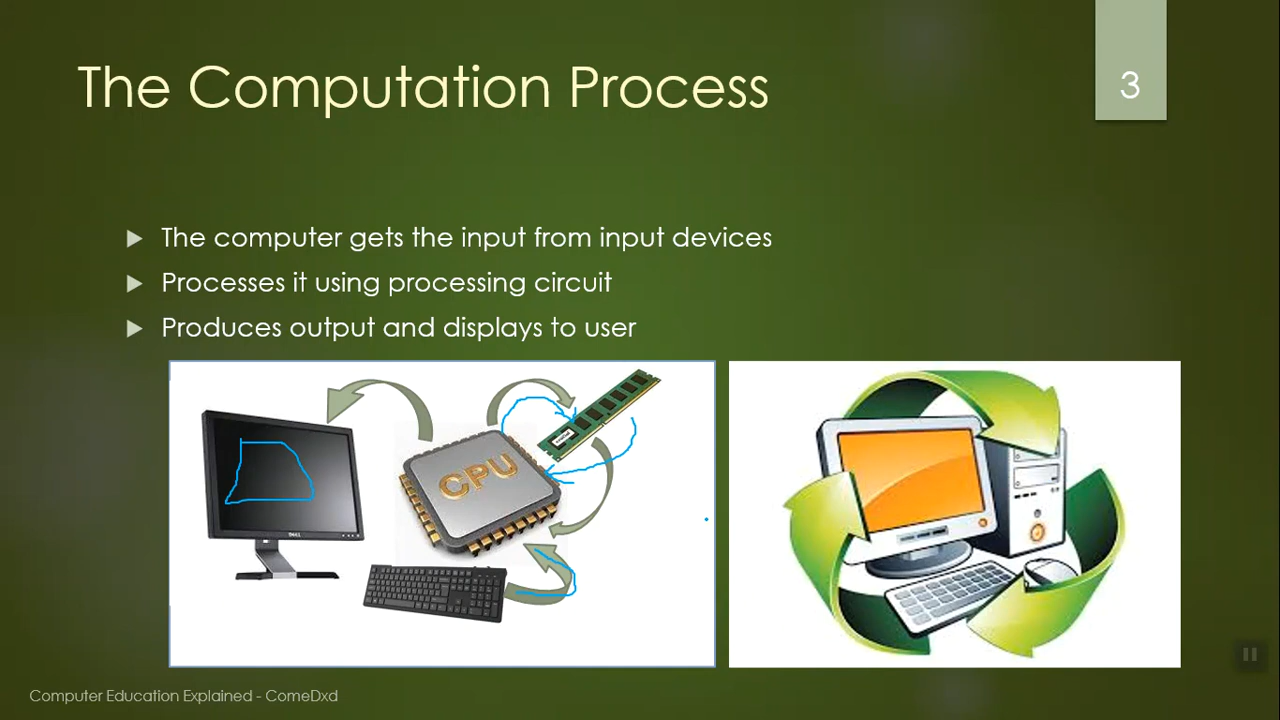 The Computation Process
3
The computer gets the input from input devices
Processes it using processing circuit
Produces output and displays to user
CPU
DELL
Computer Education Explained - ComeDxd